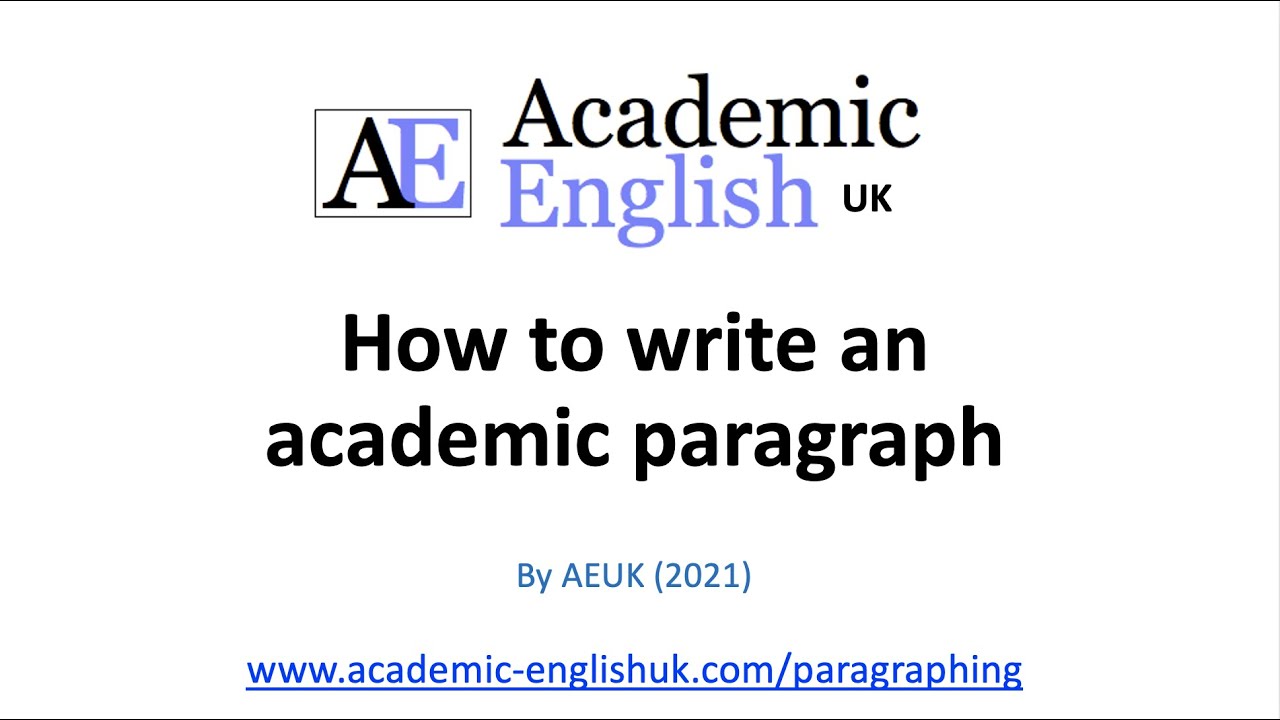 AE
Academic
English UK
How to write an
academic paragraph
By AEUK (2021)
www.academic-englishuk.com/paragraphing